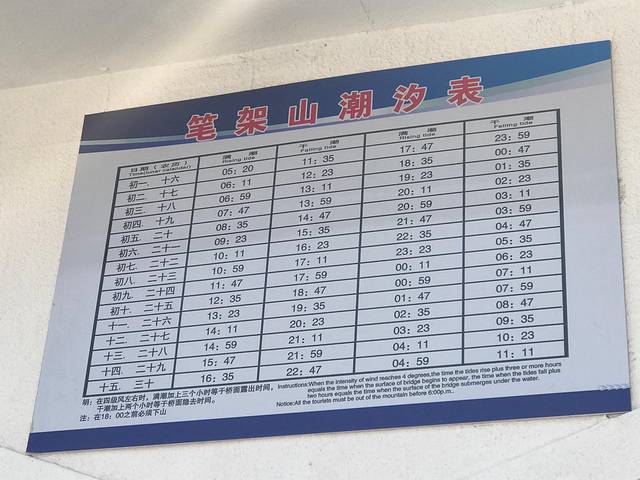 笔架山潮汐表
日期（农历） 满 潮 干 潮 满 潮 干 潮
Time(lunar calendar) Rising tide Falling tide Rising tide Falling tide
初一、 十六 05：20 11：35 17：47 23：59
初二、 十七 06：11 12：23 18：35 00：47
初三、 十八 06：59 13：11 19：23 01：35
初四、 十九 07：47 13：59 20：11 02：23
初五、 二十 08：35 14：47 20：59 03：11
初六、 二十一 09：23 15：35 21：47 03：59
初七、 二十二 10：11 16：23 22：35 04：47
初八、 二十三 10：59 17：11 23：23 05：35
初九、 二十四 11：47 17：59 00：11 06：23
初十、 二十五 12：35 18：47 00：59 07：11
十一、 二十六 13：23 19：35 01：47 07：59
十二、 二十七 14：11 20：23 02：35 08：47
十三、 二十八 14：59 21：11 03：23 09：35
十四、 二十九 15：47 21：59 04：11 10：23
十五、 三十 16：35 22：47 04：59 11：11
明：在四级风左右时，满潮加上三个小时等于桥面露出时间，
干潮加上两个小时等于桥面隐去时间。
注：在18：00之前必须下山
Instructions:When the intensity of wind reaches 4 degrees,the time the tides rise plus three or more hours
equals the time when the surface of bridge begins to appear, the time when the tides fall plus
two hours equals the time when the surface of the bridge submerges under the water.
Notice:All the tourists must be out of the mountain before 6:00p.m..